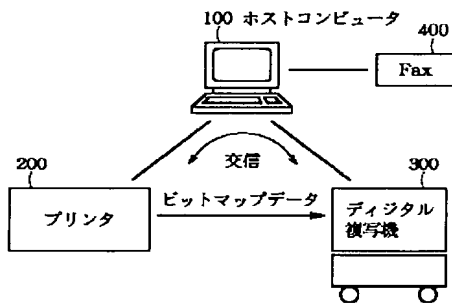 100 ホストコンピュータ
400
Fax
交信
200
プリンタ
ビットマップデータ
300
ディジタル
複写機